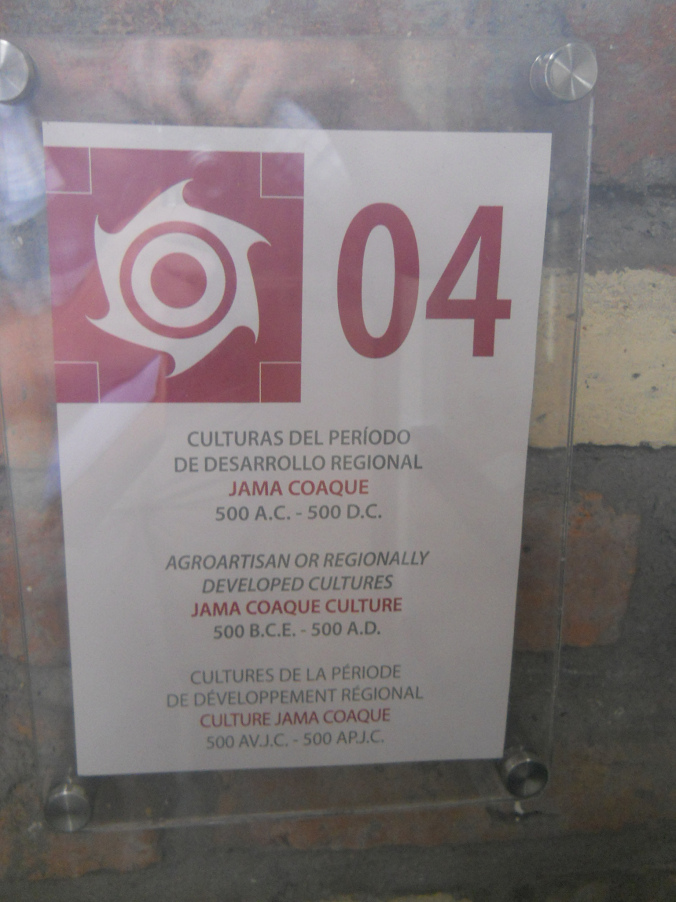 04
CULTURAS DEL PERÍODO
DE DESARROLLO REGIONAL
JAMA COAQUE
500 A.C. - 500 D.C.
AGROARTISAN OR REGIONALLY
DEVELOPED CULTURES
JAMA COAQUE CULTURE
500 B.C.E. - 500 A.D.
CULTURES DE LA PÉRIODE
DE DÉVELOPPEMENT RÉGIONAL
CULTURE JAMA COAQUE
500 AV.J.C. - 500 AP.J.C.